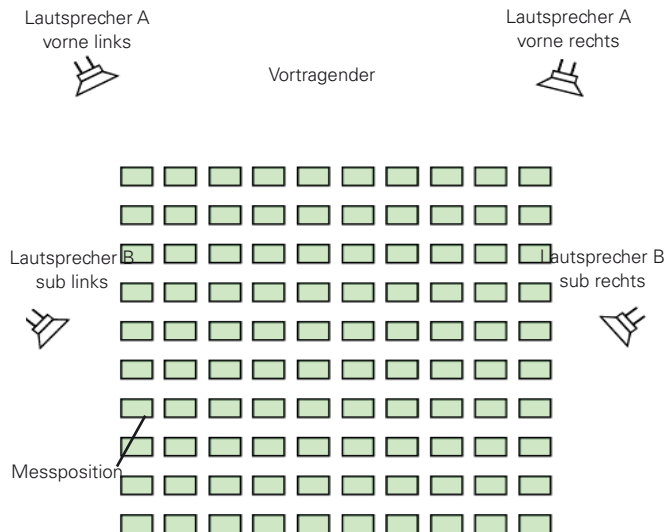 Lautsprecher A
vorne links
Lautsprecher A
vorne rechts
Vortragender
Lautsprecher B
sub links
Lautsprecher B
sub rechts
Messposition